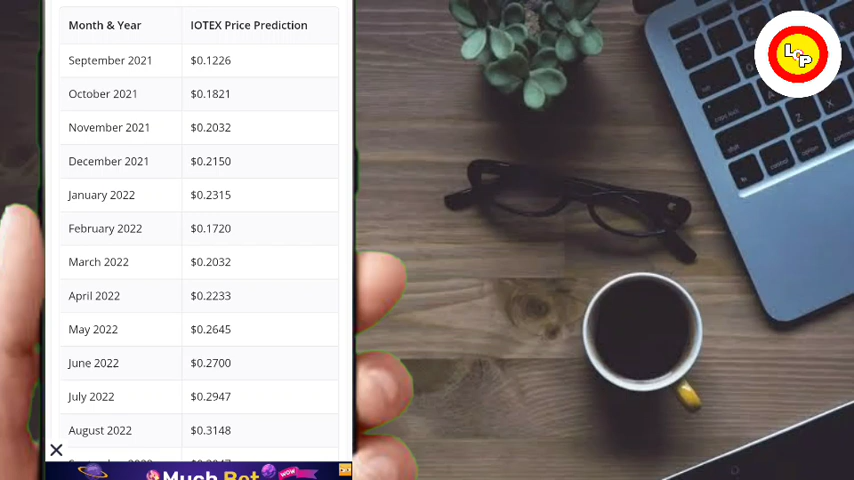 Month & Year IOTEX Price Prediction
September 2021 $0.1226
October 2021 $0.1821
November 2021 $0.2032
December 2021 $0.2150
January 2022 $0.2315
February 2022 $0.1720
March 2022 $0.2032
April 2022 $0.2233
May 2022 $0.2645
June 2022 $0.2700
July 2022 $0.2947
August 2022 $0.3148
Much Bet
WOW
LCP